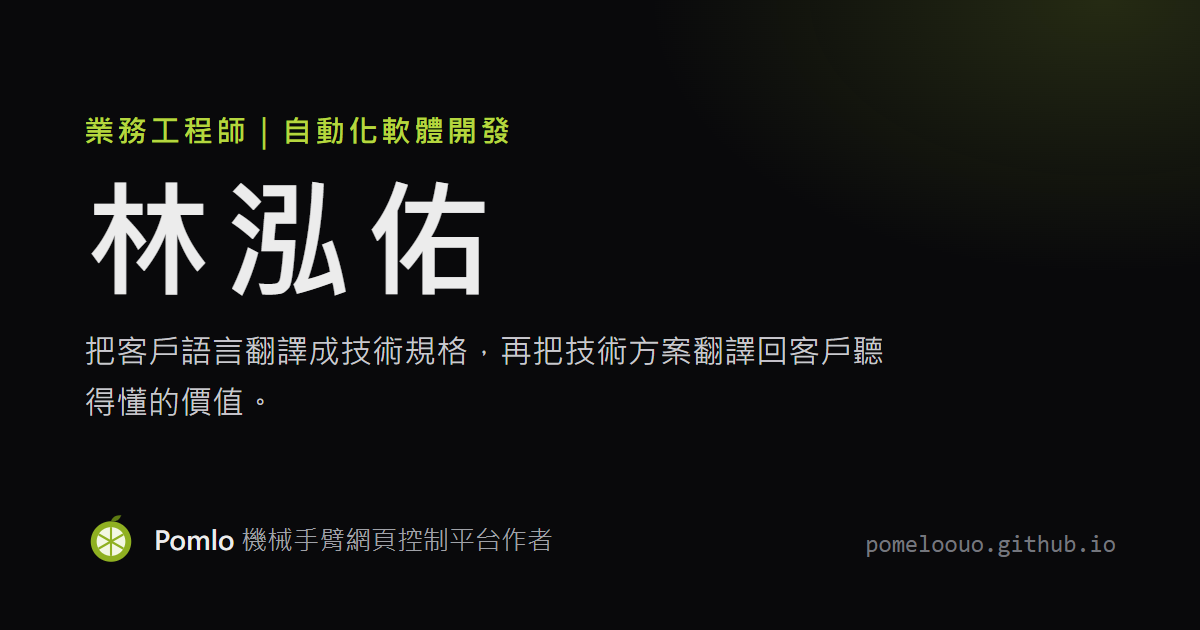 業務工程師｜自動化軟體開發
林泓佑
把客戶語言翻譯成技術規格，再把技術方案翻譯回客戶聽
得懂的價值。
Pomlo 機械手臂網頁控制平台作者
pomeloouo.github.io